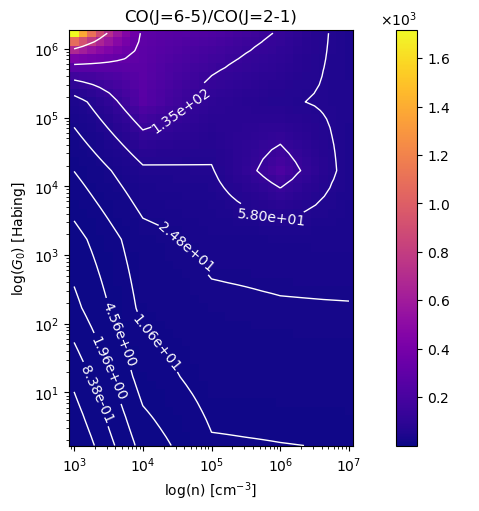 CO(J=6-5)/CO(J=2-1)
×10³
10⁶
10⁵
10⁴
10³
10²
10¹
log(G₀) [Habing]
1.35e+02
5.80e+01
2.48e+01
1.06e+01
4.56e+00
1.96e+00
8.38e-01
10³ 10⁴ 10⁵ 10⁶ 10⁷
log(n) [cm⁻³]
1.6
1.4
1.2
1.0
0.8
0.6
0.4
0.2